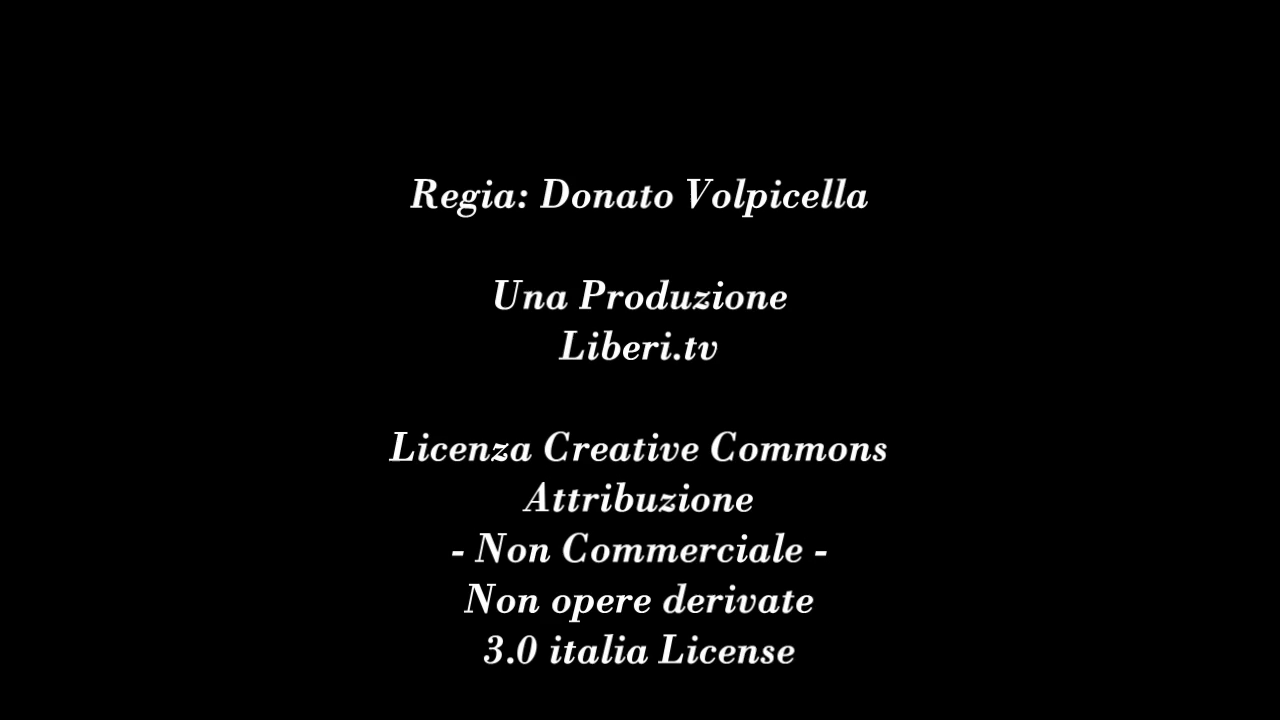 Regia: Donato Volpicella
Una Produzione
Liberi.tv
Licenza Creative Commons
Attribuzione
- Non Commerciale -
Non opere derivate
3.0 italia License